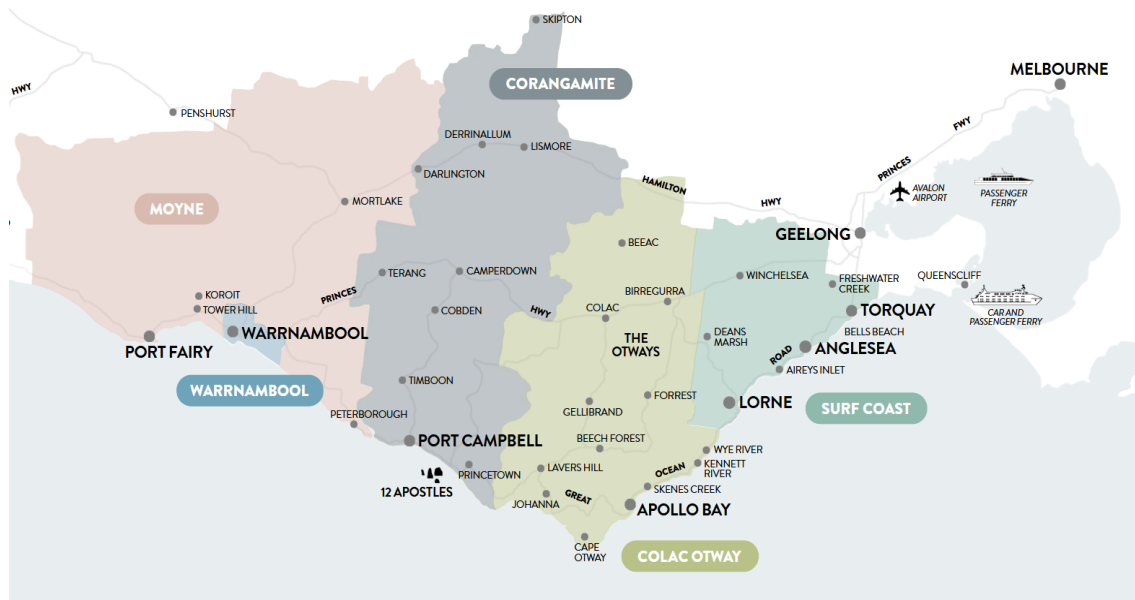 SKIPTON
CORANGAMITE
MELBOURNE
HWY
PENSHURST
FWY
DERRINALLUM
LISMORE
PRINCES
DARLINGTON
HAMILTON
AVALON
AIRPORT
PASSENGER
FERRY
MORTLAKE
HWY
MOYNE
GEELONG
BEEAC
TERANG
CAMPERDOWN
WINCHELSEA
FRESHWATER
CREEK
QUEENSCLIFF
KOROIT
PRINCES
BIRREGURRA
TOWER HILL
COBDEN
HWY
COLAC
TORQUAY
CAR AND
PASSENGER FERRY
WARRNAMBOOL
BELLS BEACH
DEANS
MARSH
THE
OTWAYS
PORT FAIRY
ROAD
ANGLESEA
AIREYS INLET
WARRNAMBOOL
TIMBOON
FORREST
LORNE
SURF COAST
PETERBOROUGH
GELLIBRAND
PORT CAMPBELL
BEECH FOREST
WYE RIVER
PRINCETOWN
LAVERS HILL
OCEAN
KENNETT
RIVER
12 APOSTLES
SKENES CREEK
JOHANNA
GREAT
APOLLO BAY
CAPE
OTWAY
COLAC OTWAY